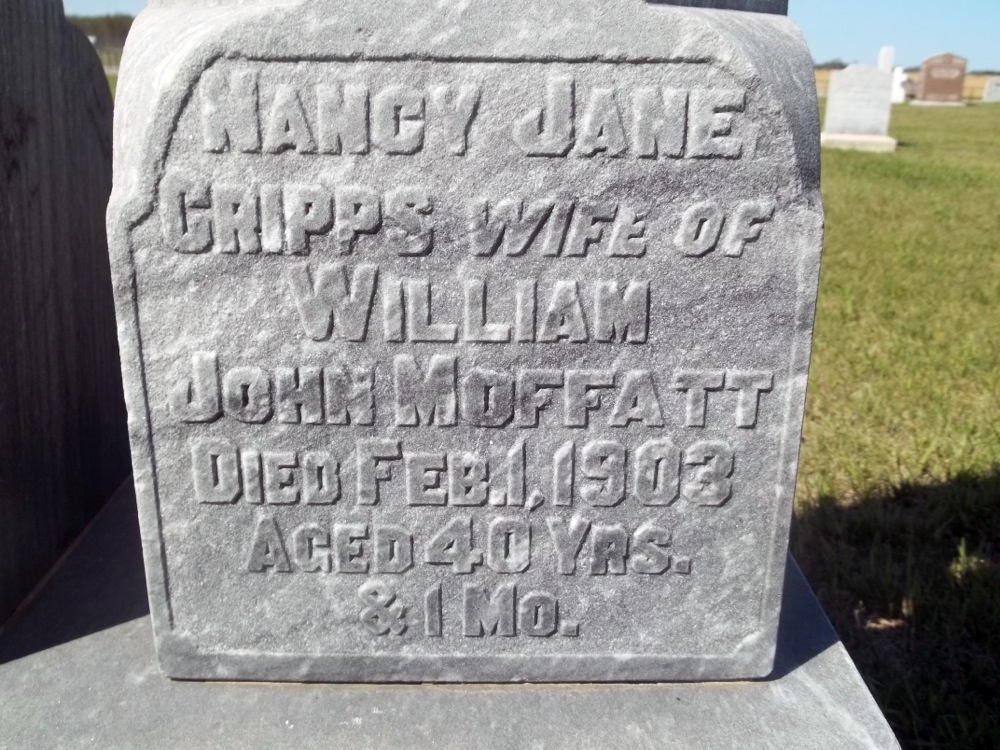 NANCY JANE
CRIPPS WIFE OF
WILLIAM
JOHN MOFFATT
DIED FEB. 1, 1903
AGED 40 YRS.
& 1 MO.